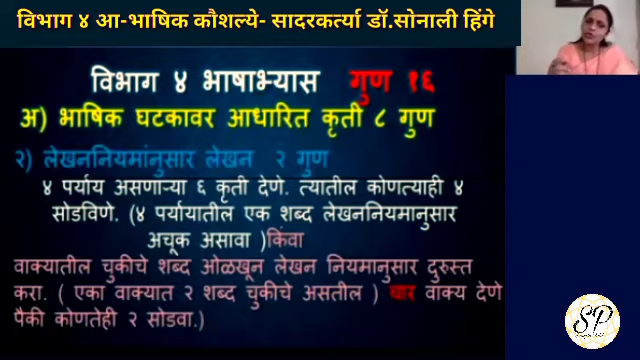 विभाग ४ आ-भाषिक कौशल्ये- सादरकर्त्या डॉ.सोनाली हिंगे
विभाग ४ भाषाभ्यास गुण १६
अ) भाषिक घटकावर आधारित कृती ८ गुण
२) लेखननियमांनुसार लेखन २ गुण
४ पर्याय असणाऱ्या ६ कृती देणे. त्यातील कोणत्याही ४
सोडविणे. (४ पर्यायातील एक शब्द लेखननियमानुसार
अचूक असावा )किंवा
वाक्यातील चुकीचे शब्द ओळखून लेखन नियमानुसार दुरुस्त
करा. ( एका वाक्यात २ शब्द चुकीचे असतील ) चार वाक्य देणे
पैकी कोणतेही २ सोडवा.)
SP